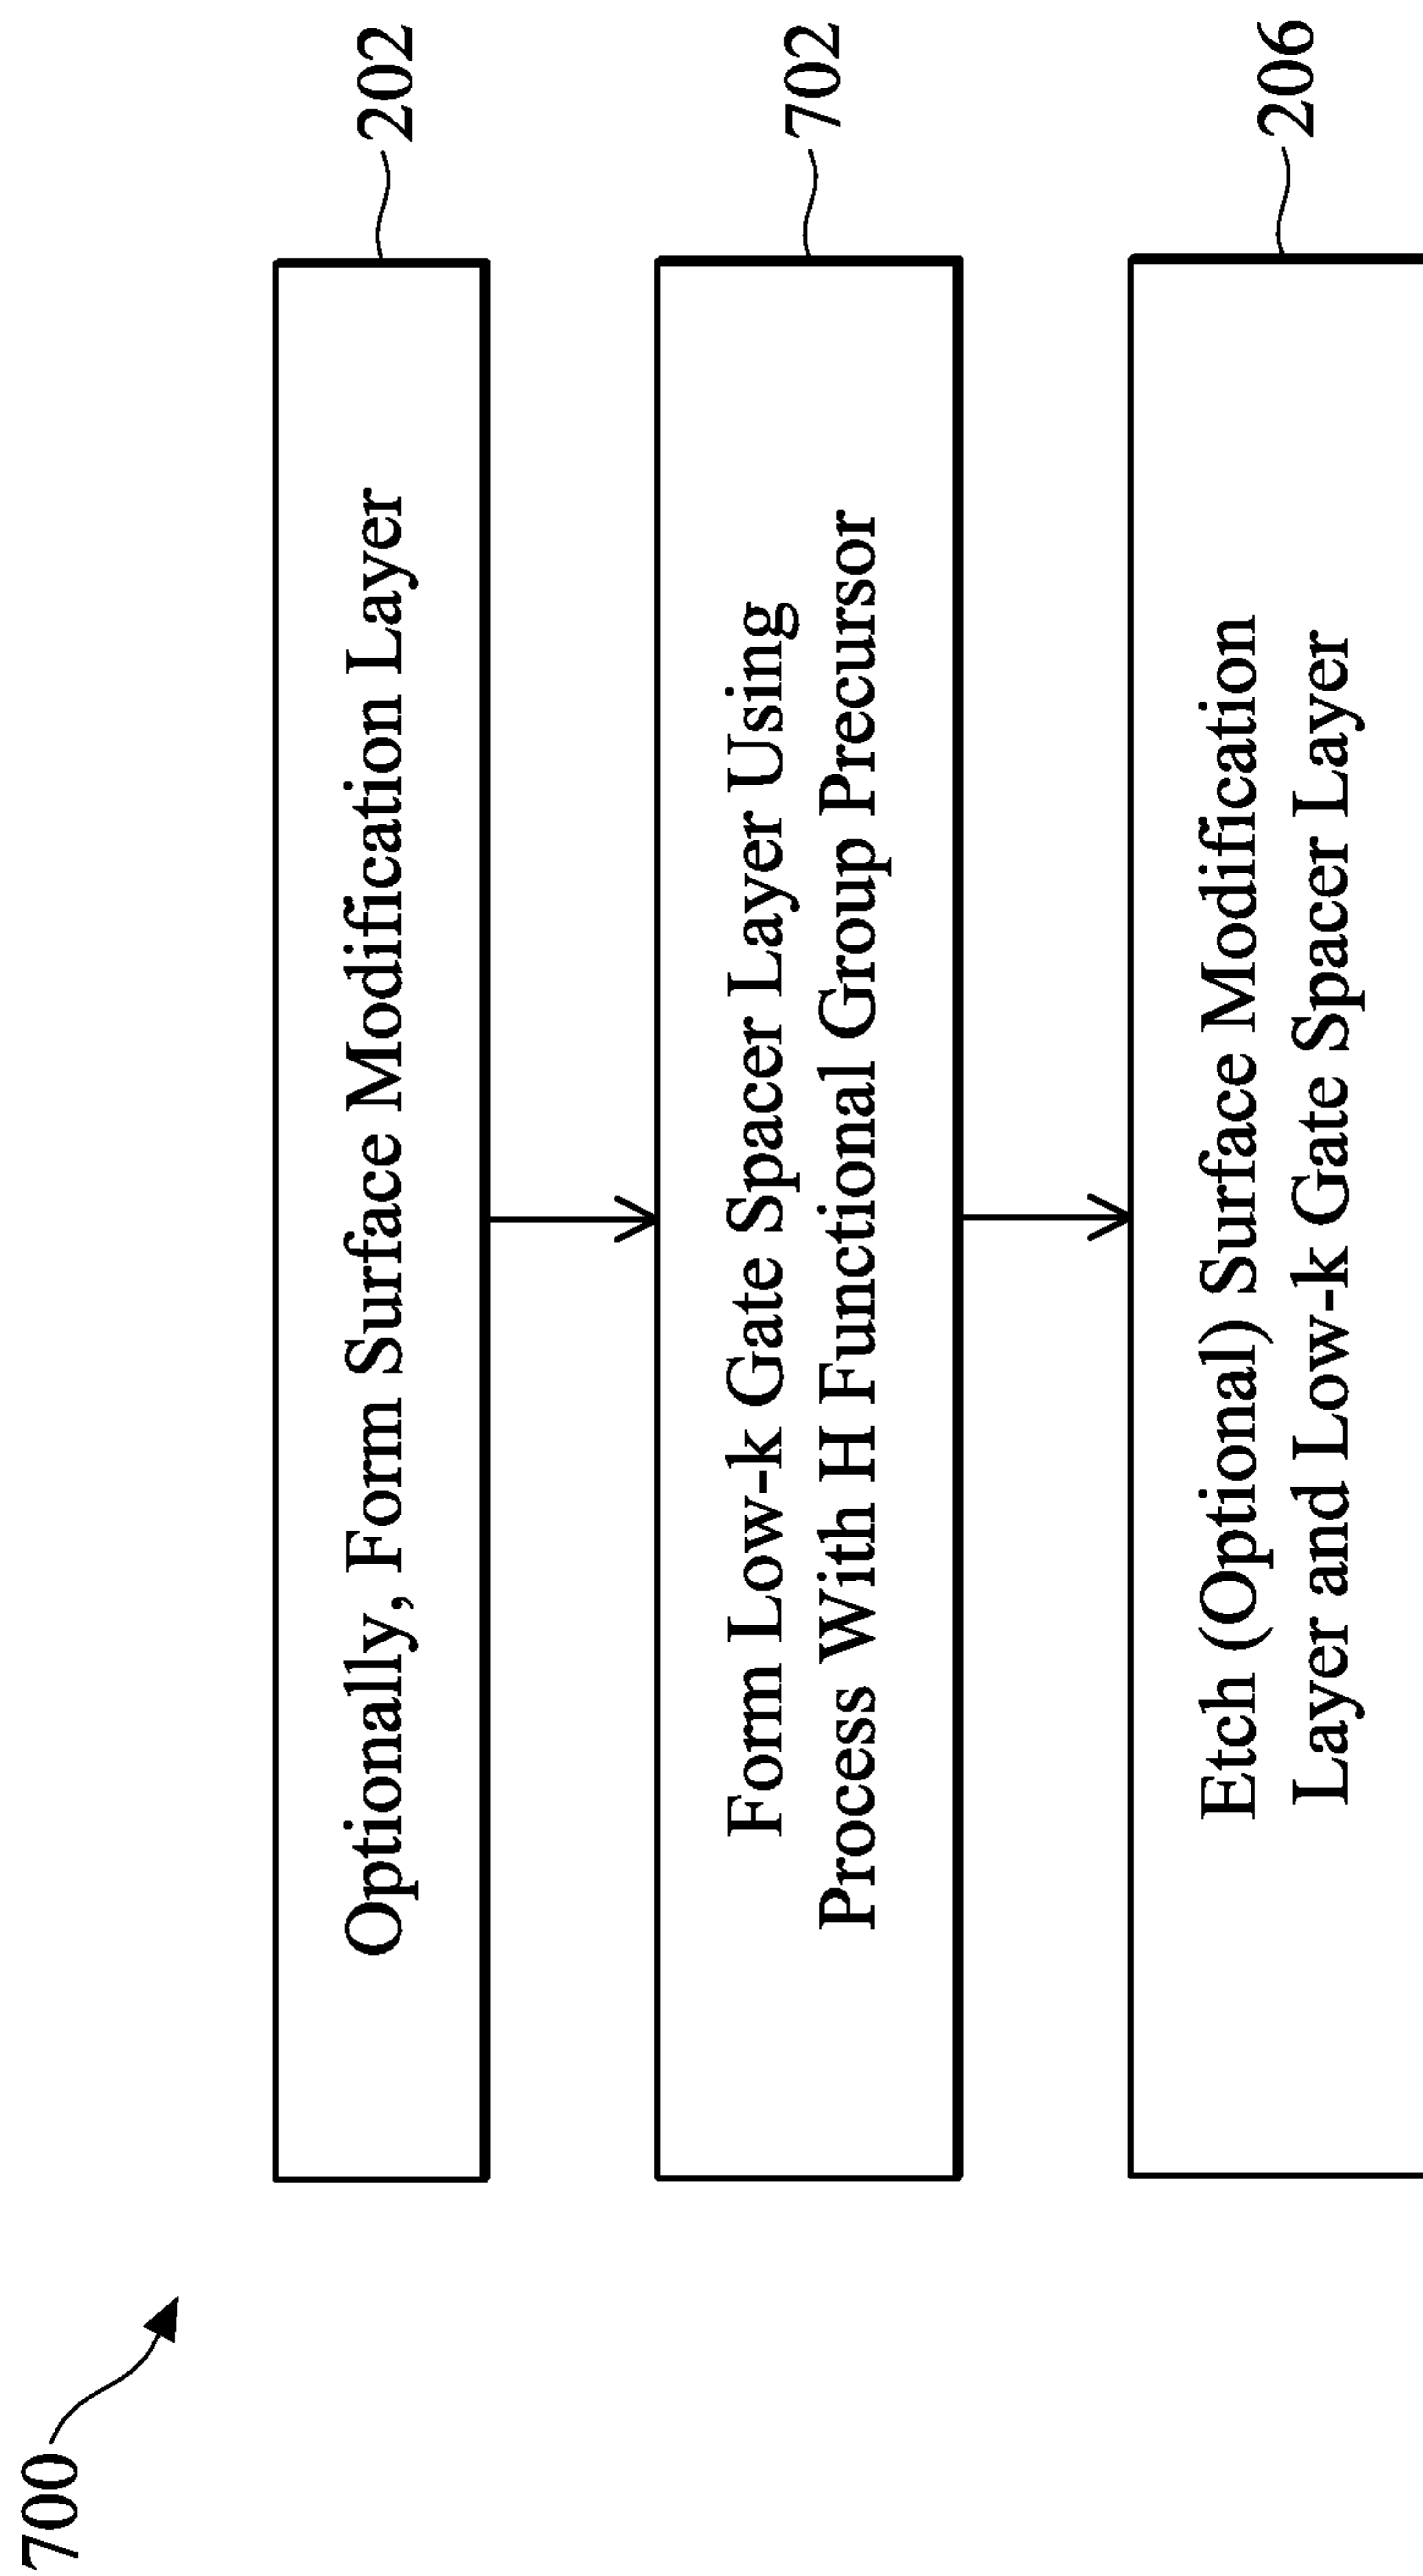 700
Optionally, Form Surface Modification Layer
202
Form Low-k Gate Spacer Layer Using
Process With H Functional Group Precursor
702
Etch (Optional) Surface Modification
Layer and Low-k Gate Spacer Layer
206